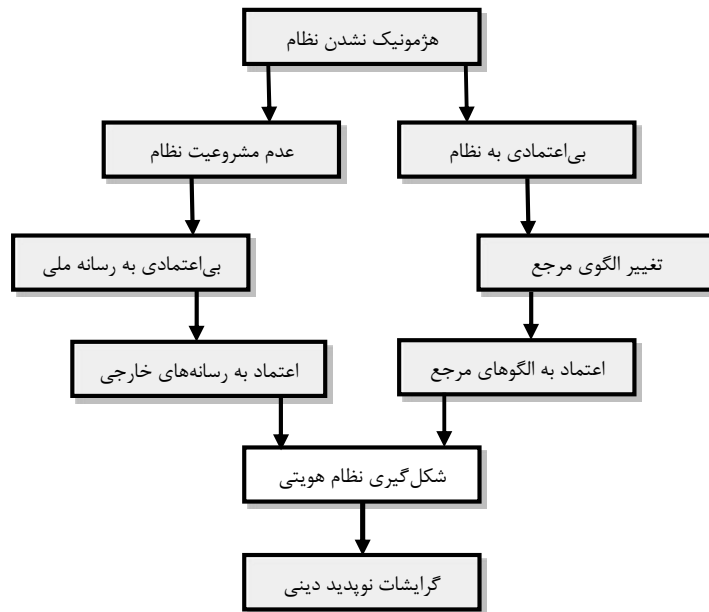 هژمونیک نشدن نظام
بی‌اعتمادی به نظام
عدم مشروعیت نظام
تغییر الگوی مرجع
بی‌اعتمادی به رسانه ملی
اعتماد به الگوهای مرجع
اعتماد به رسانه‌های خارجی
شکل‌گیری نظام هویتی
گرایشات نوپدید دینی